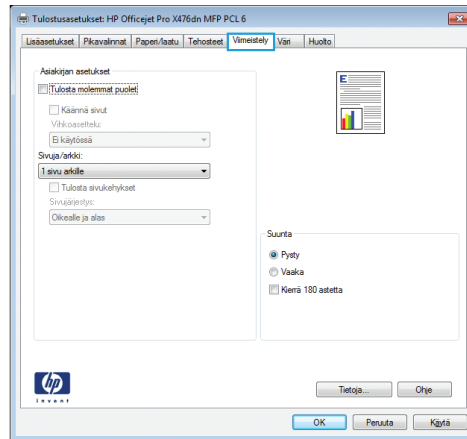 Tulostusasetukset: HP Officejet Pro X476dn MFP PCL 6
Lisäasetukset Pikavalinnat Paperi/laatu Tehosteet Viimeistely Väri Huolto
Asiakirjan asetukset
Tulosta molemmat puolet
Käännä sivut
Vihkoasettelu:
Ei käytössä
Sivuja/arkki:
1 sivu arkille
Tulosta sivukehykset
Sivujärjestys:
Oikealle ja alas
E
Suunta
Pysty
Vaaka
Kierrä 180 astetta
hp
invent
Tietoja... Ohje
OK Peruuta Käytä